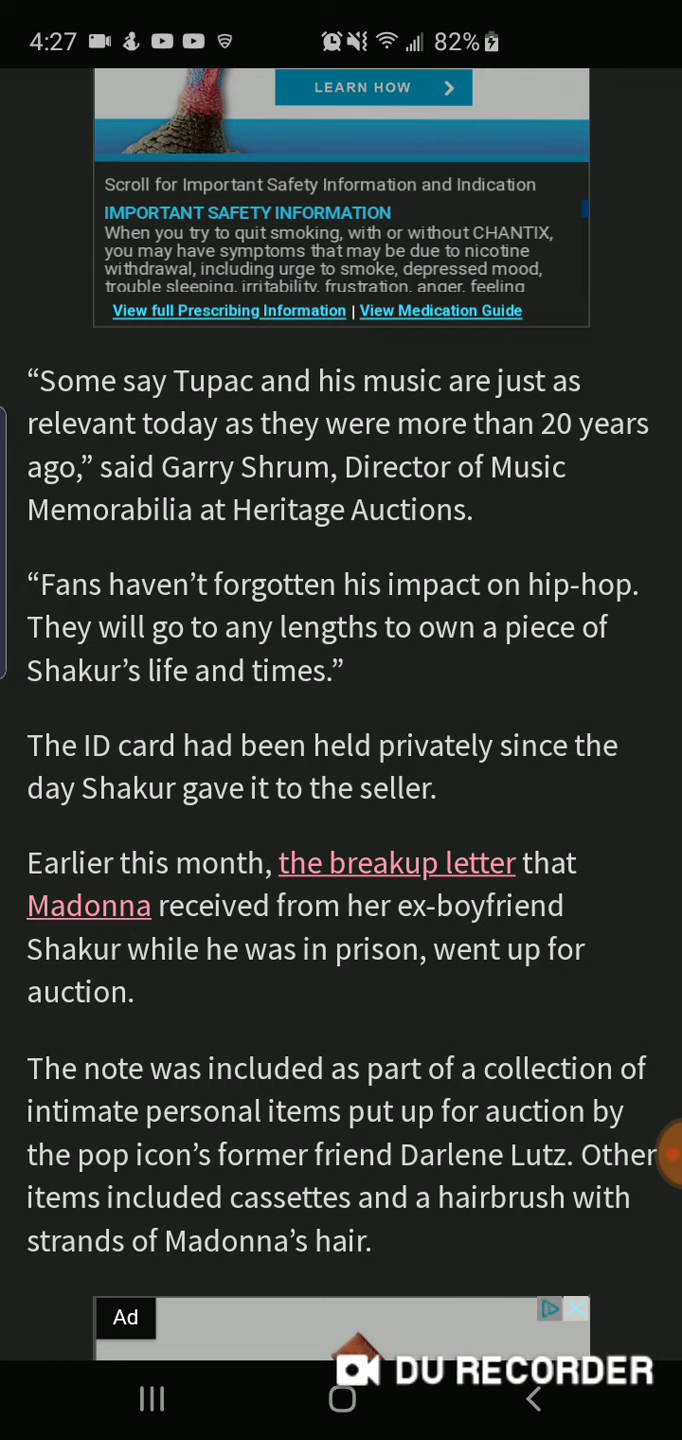 4:27
82%
LEARN HOW
Scroll for Important Safety Information and Indication
IMPORTANT SAFETY INFORMATION
When you try to quit smoking, with or without CHANTIX,
you may have symptoms that may be due to nicotine
withdrawal, including urge to smoke, depressed mood,
trouble sleeping, irritability, frustration, anger, feeling
View full Prescribing Information | View Medication Guide
“Some say Tupac and his music are just as
relevant today as they were more than 20 years
ago,” said Garry Shrum, Director of Music
Memorabilia at Heritage Auctions.
“Fans haven’t forgotten his impact on hip-hop.
They will go to any lengths to own a piece of
Shakur’s life and times.”
The ID card had been held privately since the
day Shakur gave it to the seller.
Earlier this month, the breakup letter that
Madonna received from her ex-boyfriend
Shakur while he was in prison, went up for
auction.
The note was included as part of a collection of
intimate personal items put up for auction by
the pop icon’s former friend Darlene Lutz. Other
items included cassettes and a hairbrush with
strands of Madonna’s hair.
Ad
DU RECORDER